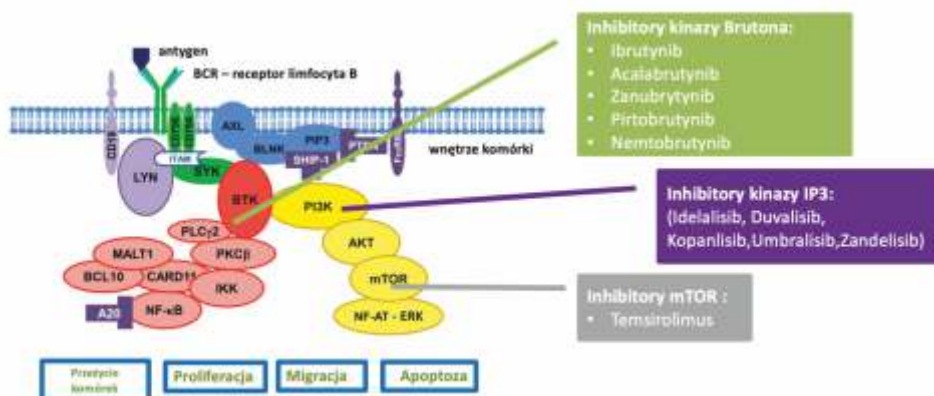 antygen
BCR – receptor limfocyta B
CD19
AXL
BLNK
PIP3
SHIP-1
wnętrze komórki
LYN
ITAM
SYK
BTK
PI3K
PLCγ2
AKT
MALT1
PKCβ
BCL10
CARD11
mTOR
IKK
A20
NF-κB
NF-AT - ERK
Przeżycie
komórek
Proliferacja
Migracja
Apoptoza
Inhibitory kinazy Brutona:
• Ibrutynib
• Acalabrutynib
• Zanubrytynib
• Pirtobrutynib
• Nemtobrutynib
Inhibitory kinazy IP3:
(Idelalisib, Duvalisib,
Kopanlisib,Umbralisib,Zandelisib)
Inhibitory mTOR :
• Temsirolimus